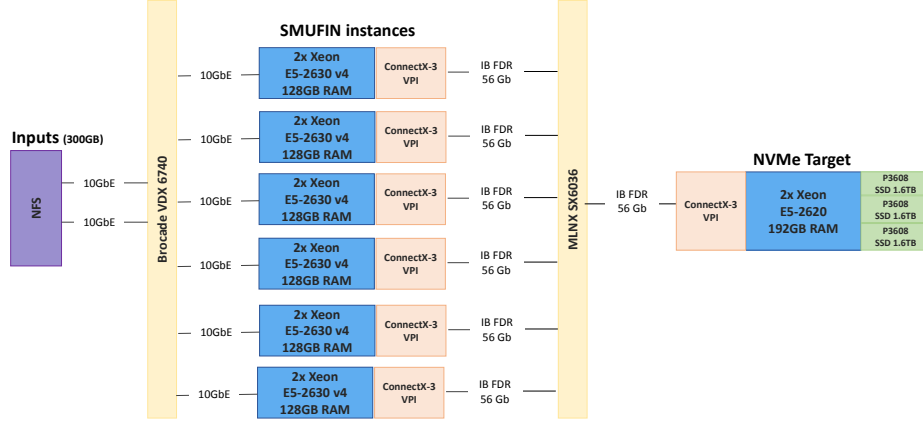 SMUFIN instances
Inputs (300GB)
NFS
10GbE
10GbE
Brocade VDX 6740
10GbE
2x Xeon
E5-2630 v4
128GB RAM
ConnectX-3
VPI
IB FDR
56 Gb
10GbE
2x Xeon
E5-2630 v4
128GB RAM
ConnectX-3
VPI
IB FDR
56 Gb
10GbE
2x Xeon
E5-2630 v4
128GB RAM
ConnectX-3
VPI
IB FDR
56 Gb
10GbE
2x Xeon
E5-2630 v4
128GB RAM
ConnectX-3
VPI
IB FDR
56 Gb
10GbE
2x Xeon
E5-2630 v4
128GB RAM
ConnectX-3
VPI
IB FDR
56 Gb
10GbE
2x Xeon
E5-2630 v4
128GB RAM
ConnectX-3
VPI
IB FDR
56 Gb
MLNX SX6036
IB FDR
56 Gb
NVMe Target
ConnectX-3
VPI
2x Xeon
E5-2620
192GB RAM
P3608
SSD 1.6TB
P3608
SSD 1.6TB
P3608
SSD 1.6TB